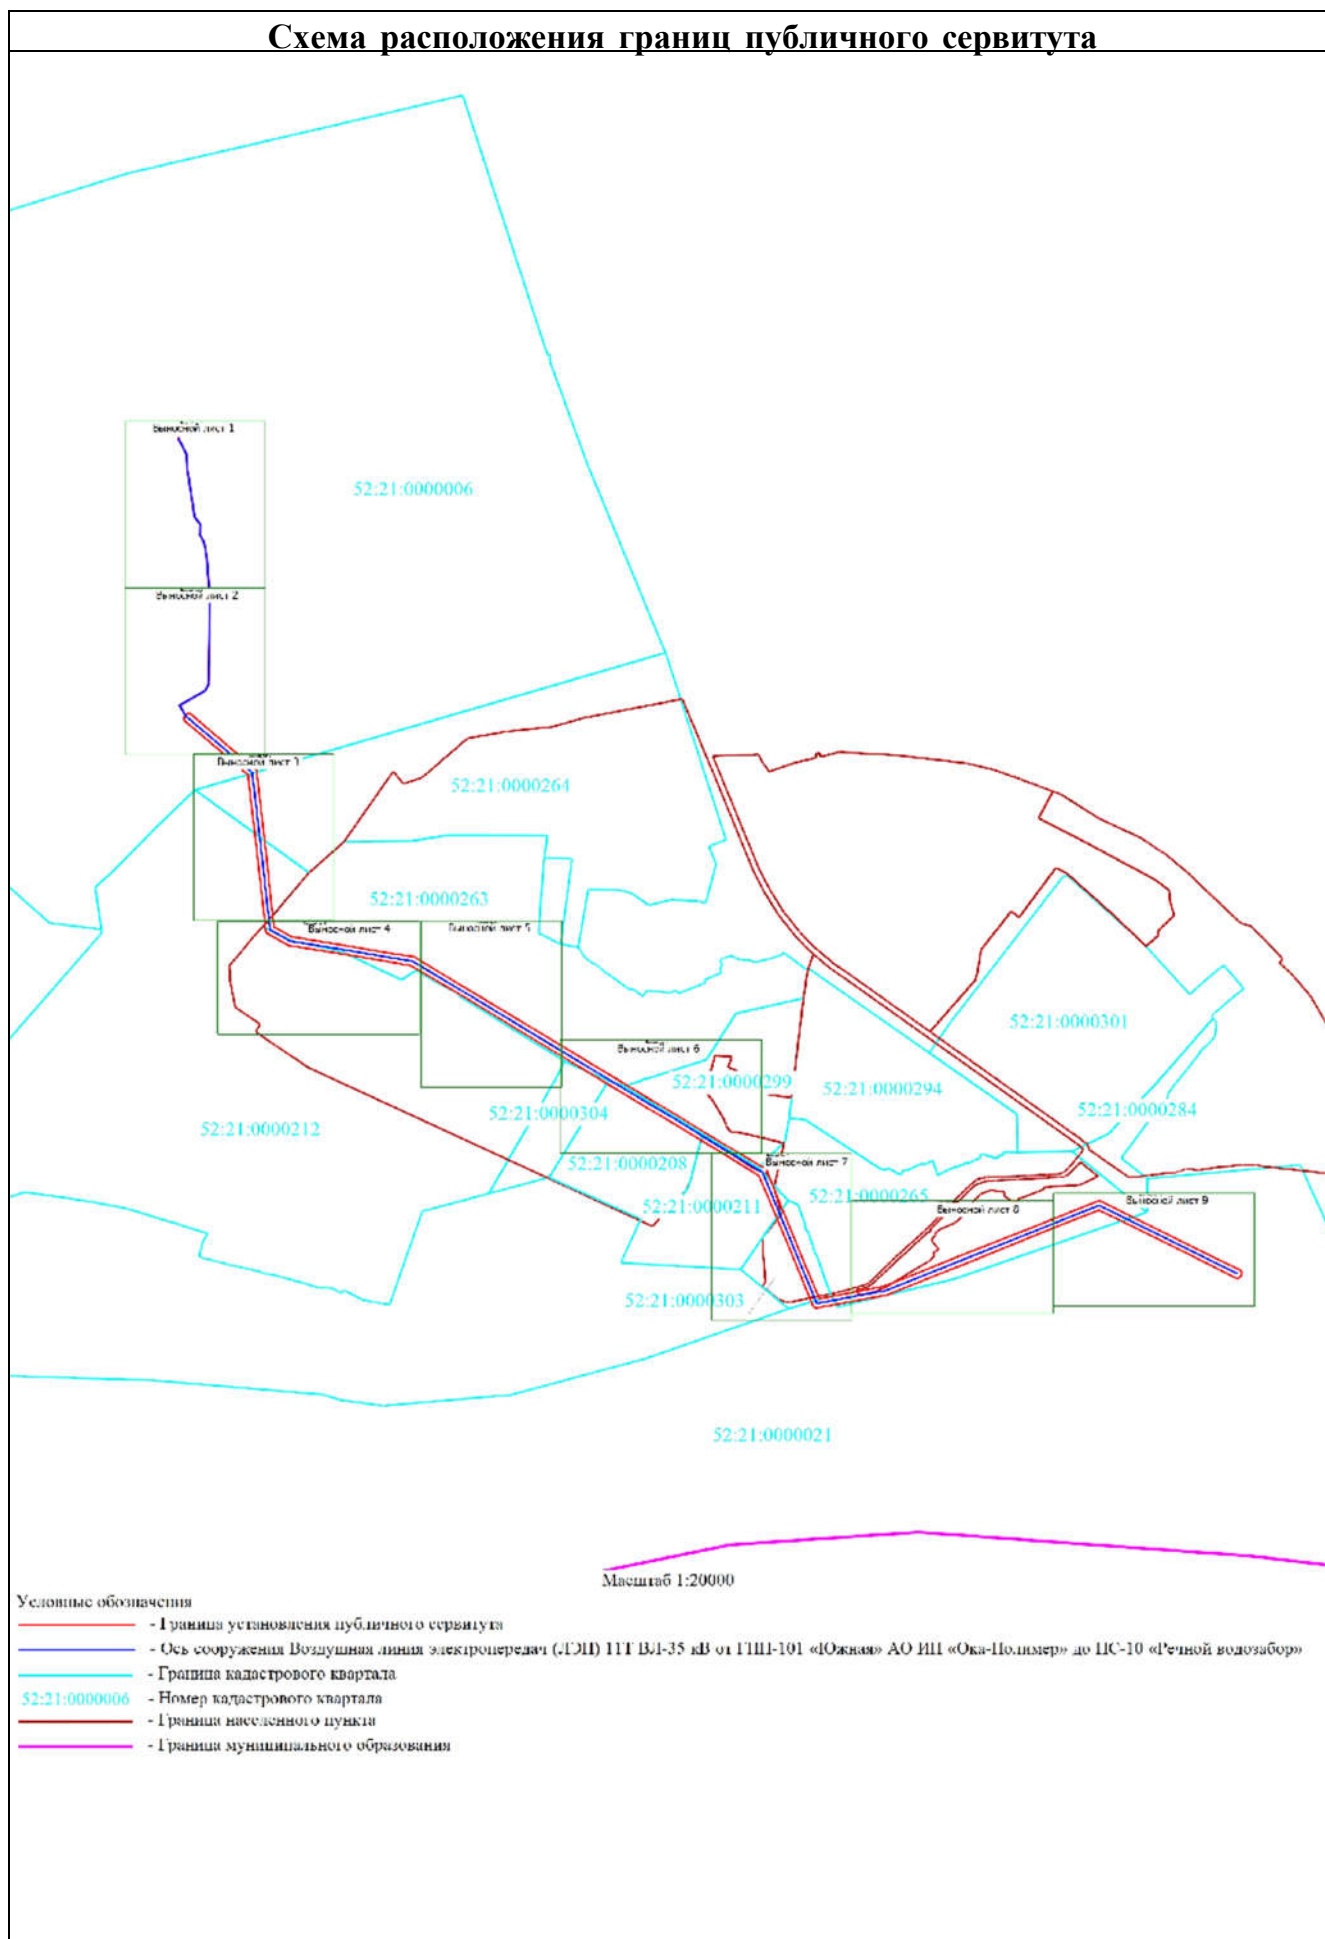 Схема расположения границ публичного сервитута
Выносной лист 1
52:21:0000006
Выносной лист 2
Выносной лист 3
52:21:0000264
52:21:0000263
Выносной лист 4
Выносной лист 5
52:21:0000301
Выносной лист 6
52:21:0000299
52:21:0000294
52:21:0000304
52:21:0000284
52:21:0000212
52:21:0000208
Выносной лист 7
52:21:0000265
52:21:0000211
Выносной лист 8
Выносной лист 9
52:21:0000303
52:21:0000021
Масштаб 1:20000
Условные обозначения
- Граница установления публичного сервитута
- Ось сооружения Воздушная линия электропередач (ЛЭП) 11Т ВЛ-35 кВ от ГПП-101 «Южная» АО ИП «Ока-Полимер» до ПС-10 «Речной водозабор»
- Граница кадастрового квартала
52:21:0000006 - Номер кадастрового квартала
- Граница населенного пункта
- Граница муниципального образования